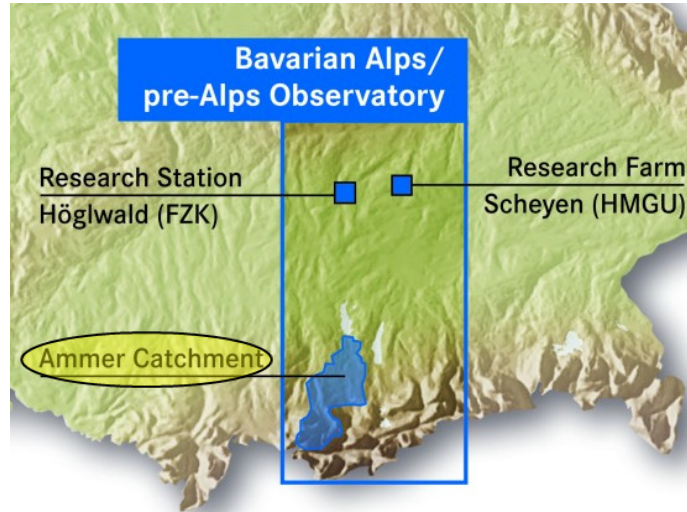 Bavarian Alps/
pre-Alps Observatory
Research Station
Höglwald (FZK)
Research Farm
Scheyen (HMGU)
Ammer Catchment